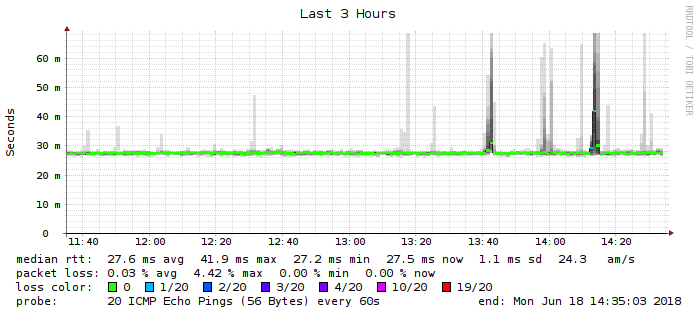 Last 3 Hours
RRDTOOL / TOBI OETIKER
Seconds
60 m
50 m
40 m
30 m
20 m
10 m
0
11:40 12:00 12:20 12:40 13:00 13:20 13:40 14:00 14:20
median rtt: 27.6 ms avg 41.9 ms max 27.2 ms min 27.5 ms now 1.1 ms sd 24.3 am/s
packet loss: 0.03 % avg 4.42 % max 0.00 % min 0.00 % now
loss color: 0 1/20 2/20 3/20 4/20 10/20 19/20
probe: 20 ICMP Echo Pings (56 Bytes) every 60s end: Mon Jun 18 14:35:03 2018